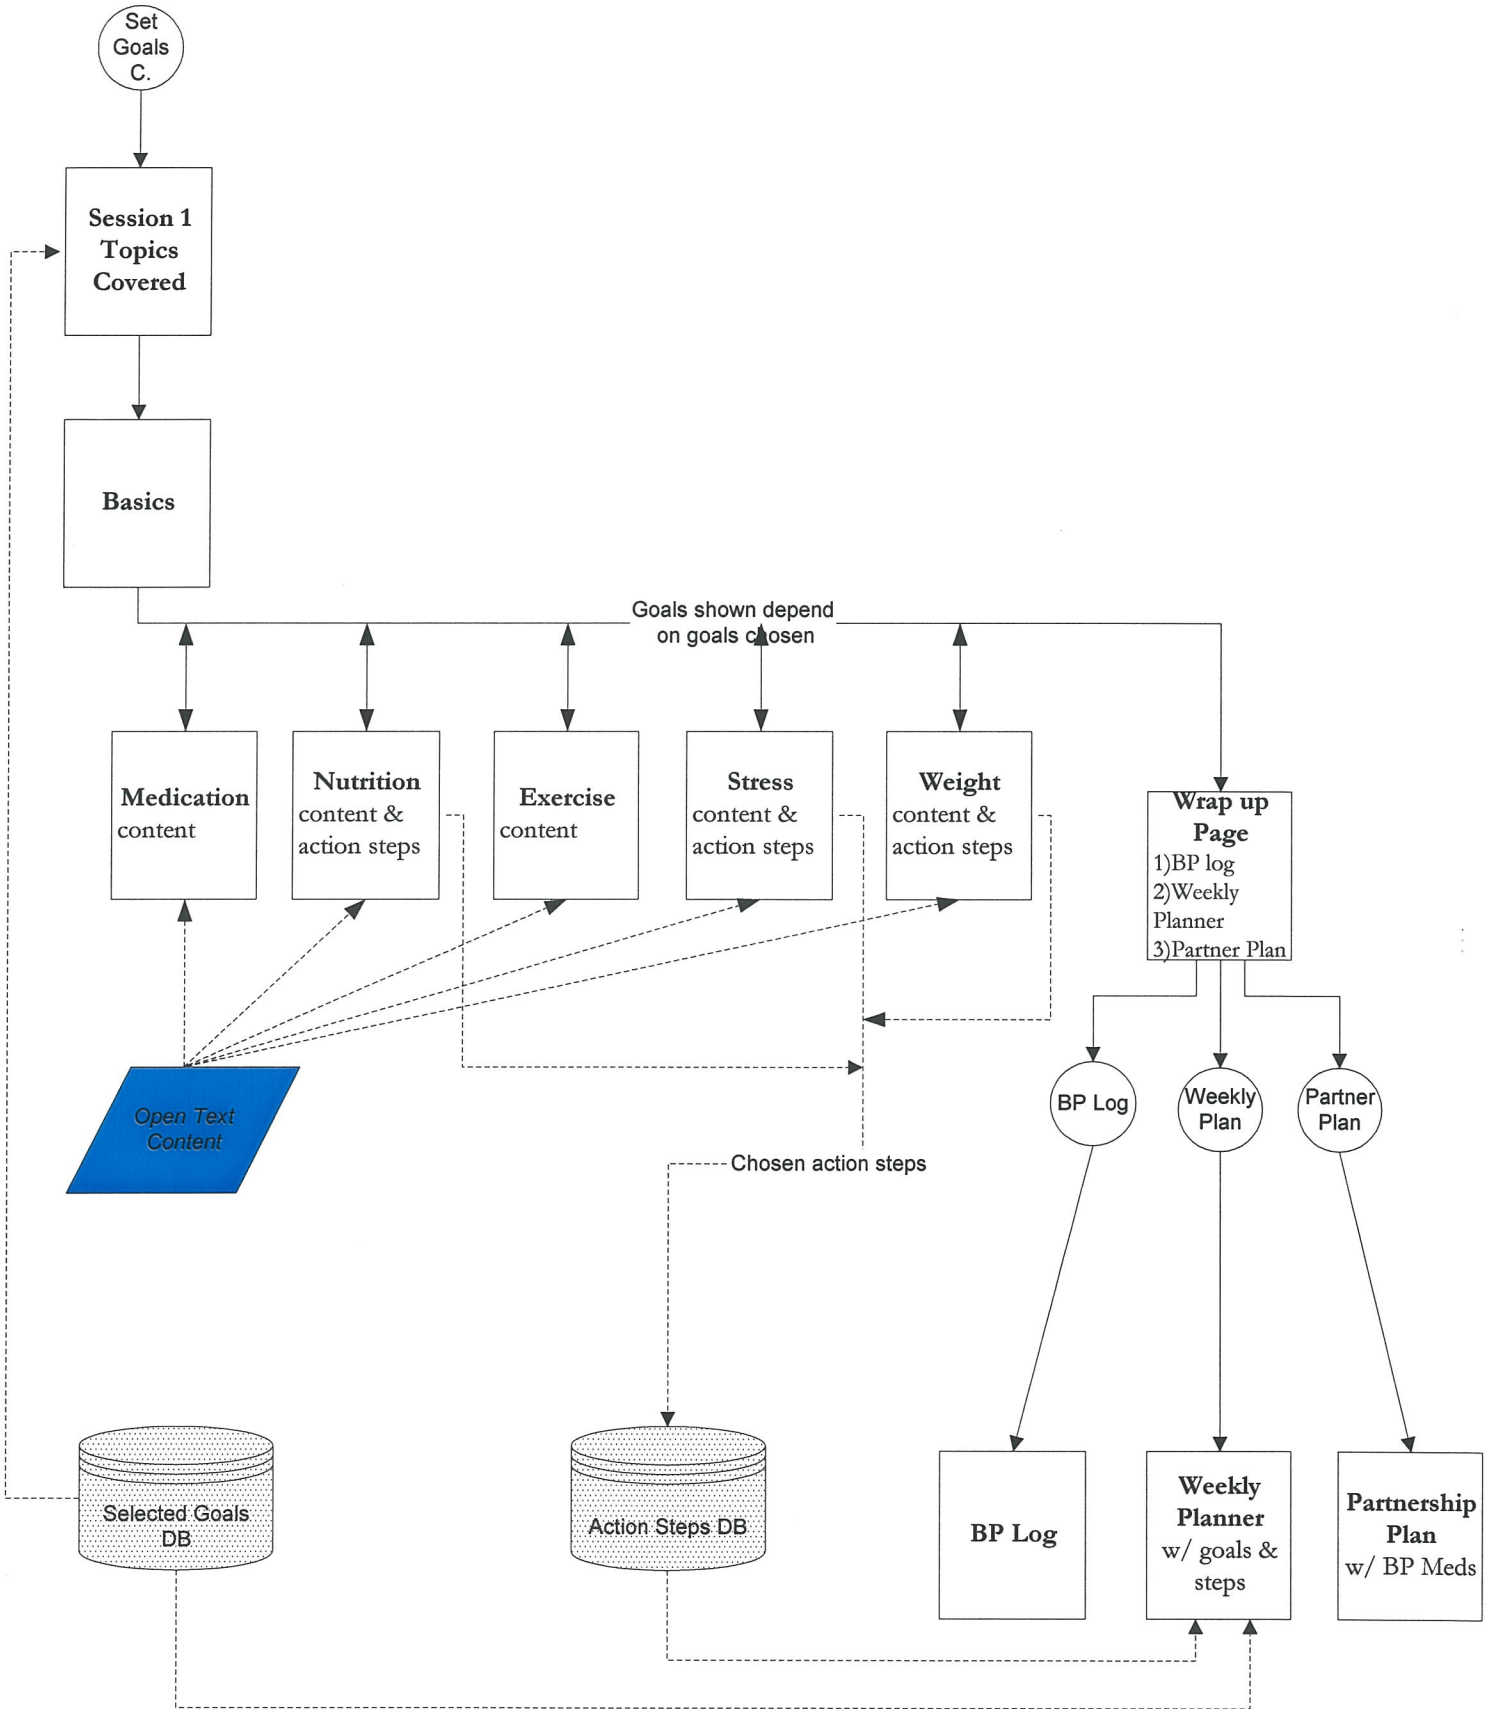 Set
Goals
C.
Session 1
Topics
Covered
Basics
Goals shown depend
on goals chosen
Medication
content
Nutrition
content &
action steps
Exercise
content
Stress
content &
action steps
Weight
content &
action steps
Wrap up
Page
1)BP log
2)Weekly
Planner
3)Partner Plan
Open Text
Content
BP Log
Weekly
Plan
Partner
Plan
Chosen action steps
Selected Goals
DB
Action Steps DB
BP Log
Weekly
Planner
w/ goals &
steps
Partnership
Plan
w/ BP Meds